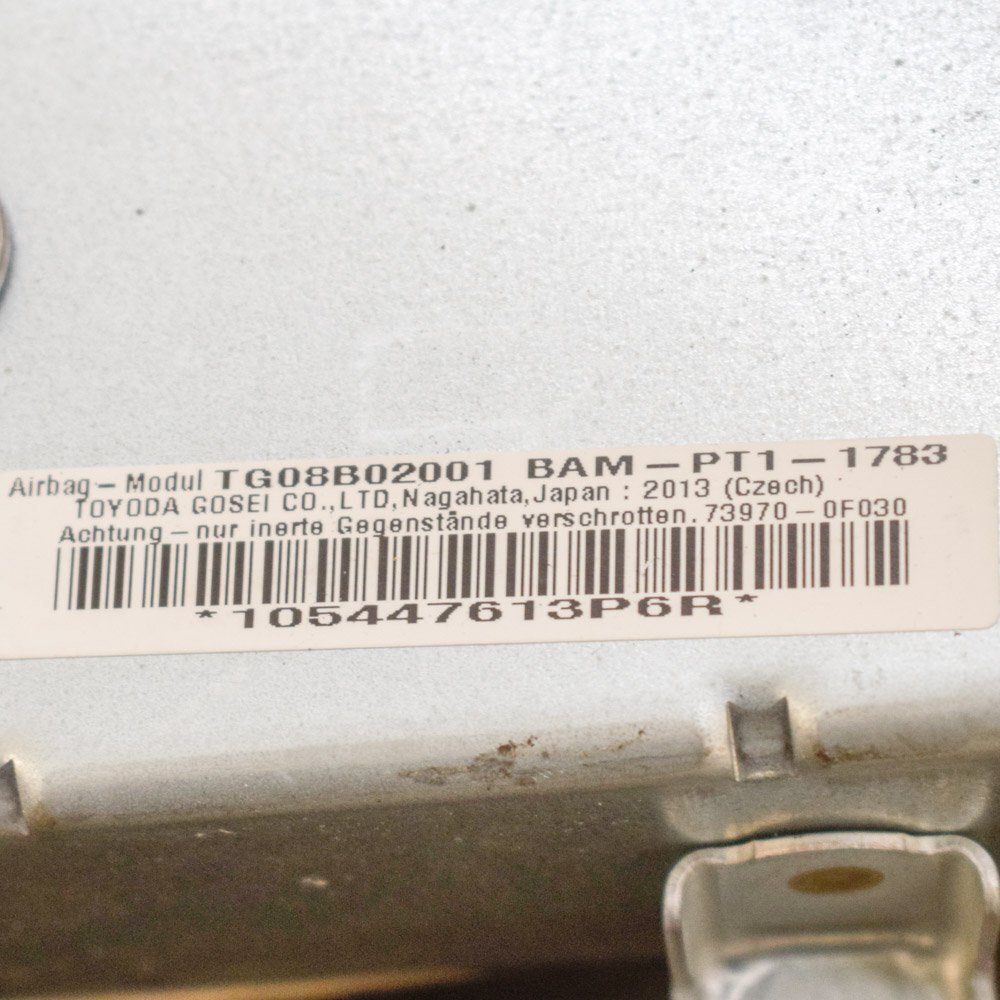 Airbag-Modul TG08B02001 BAM-PT1-1783
TOYODA GOSEI CO.,LTD,Nagahata,Japan : 2013 (Czech)
Achtung-nur inerte Gegenstände verschrotten. 73970-0F030
*105447613P6R*